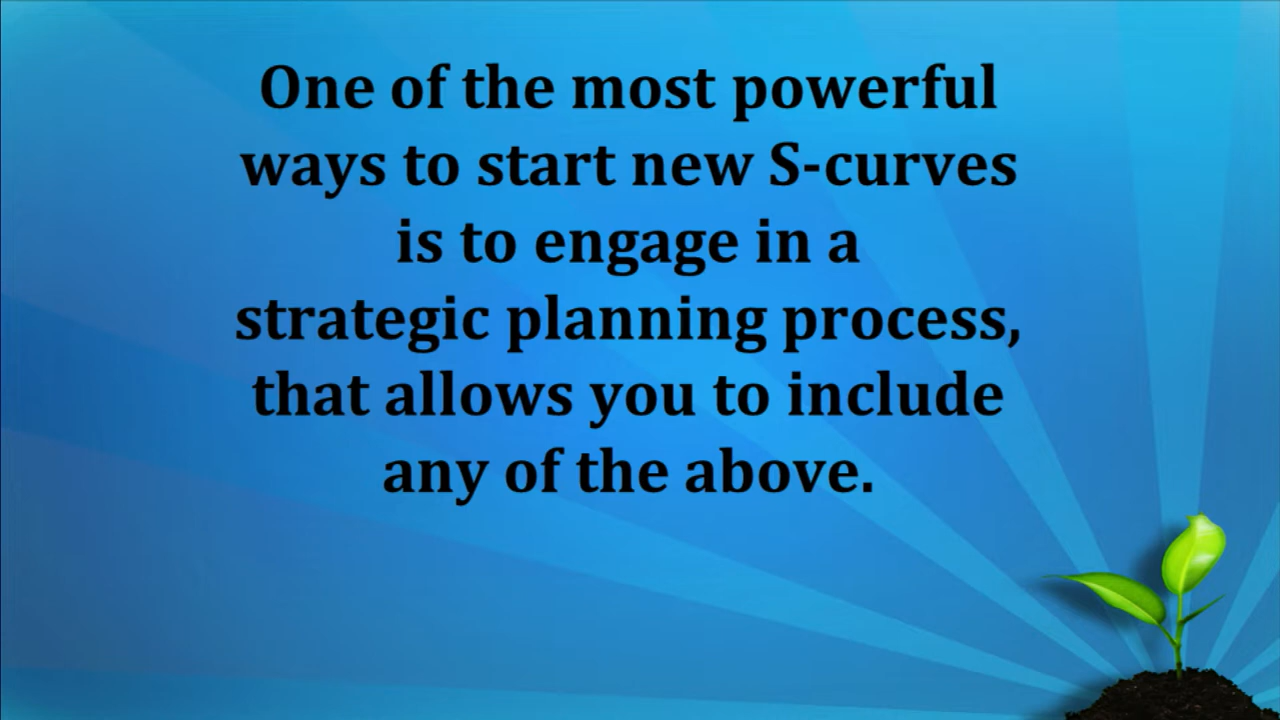 One of the most powerful
ways to start new S-curves
is to engage in a
strategic planning process,
that allows you to include
any of the above.